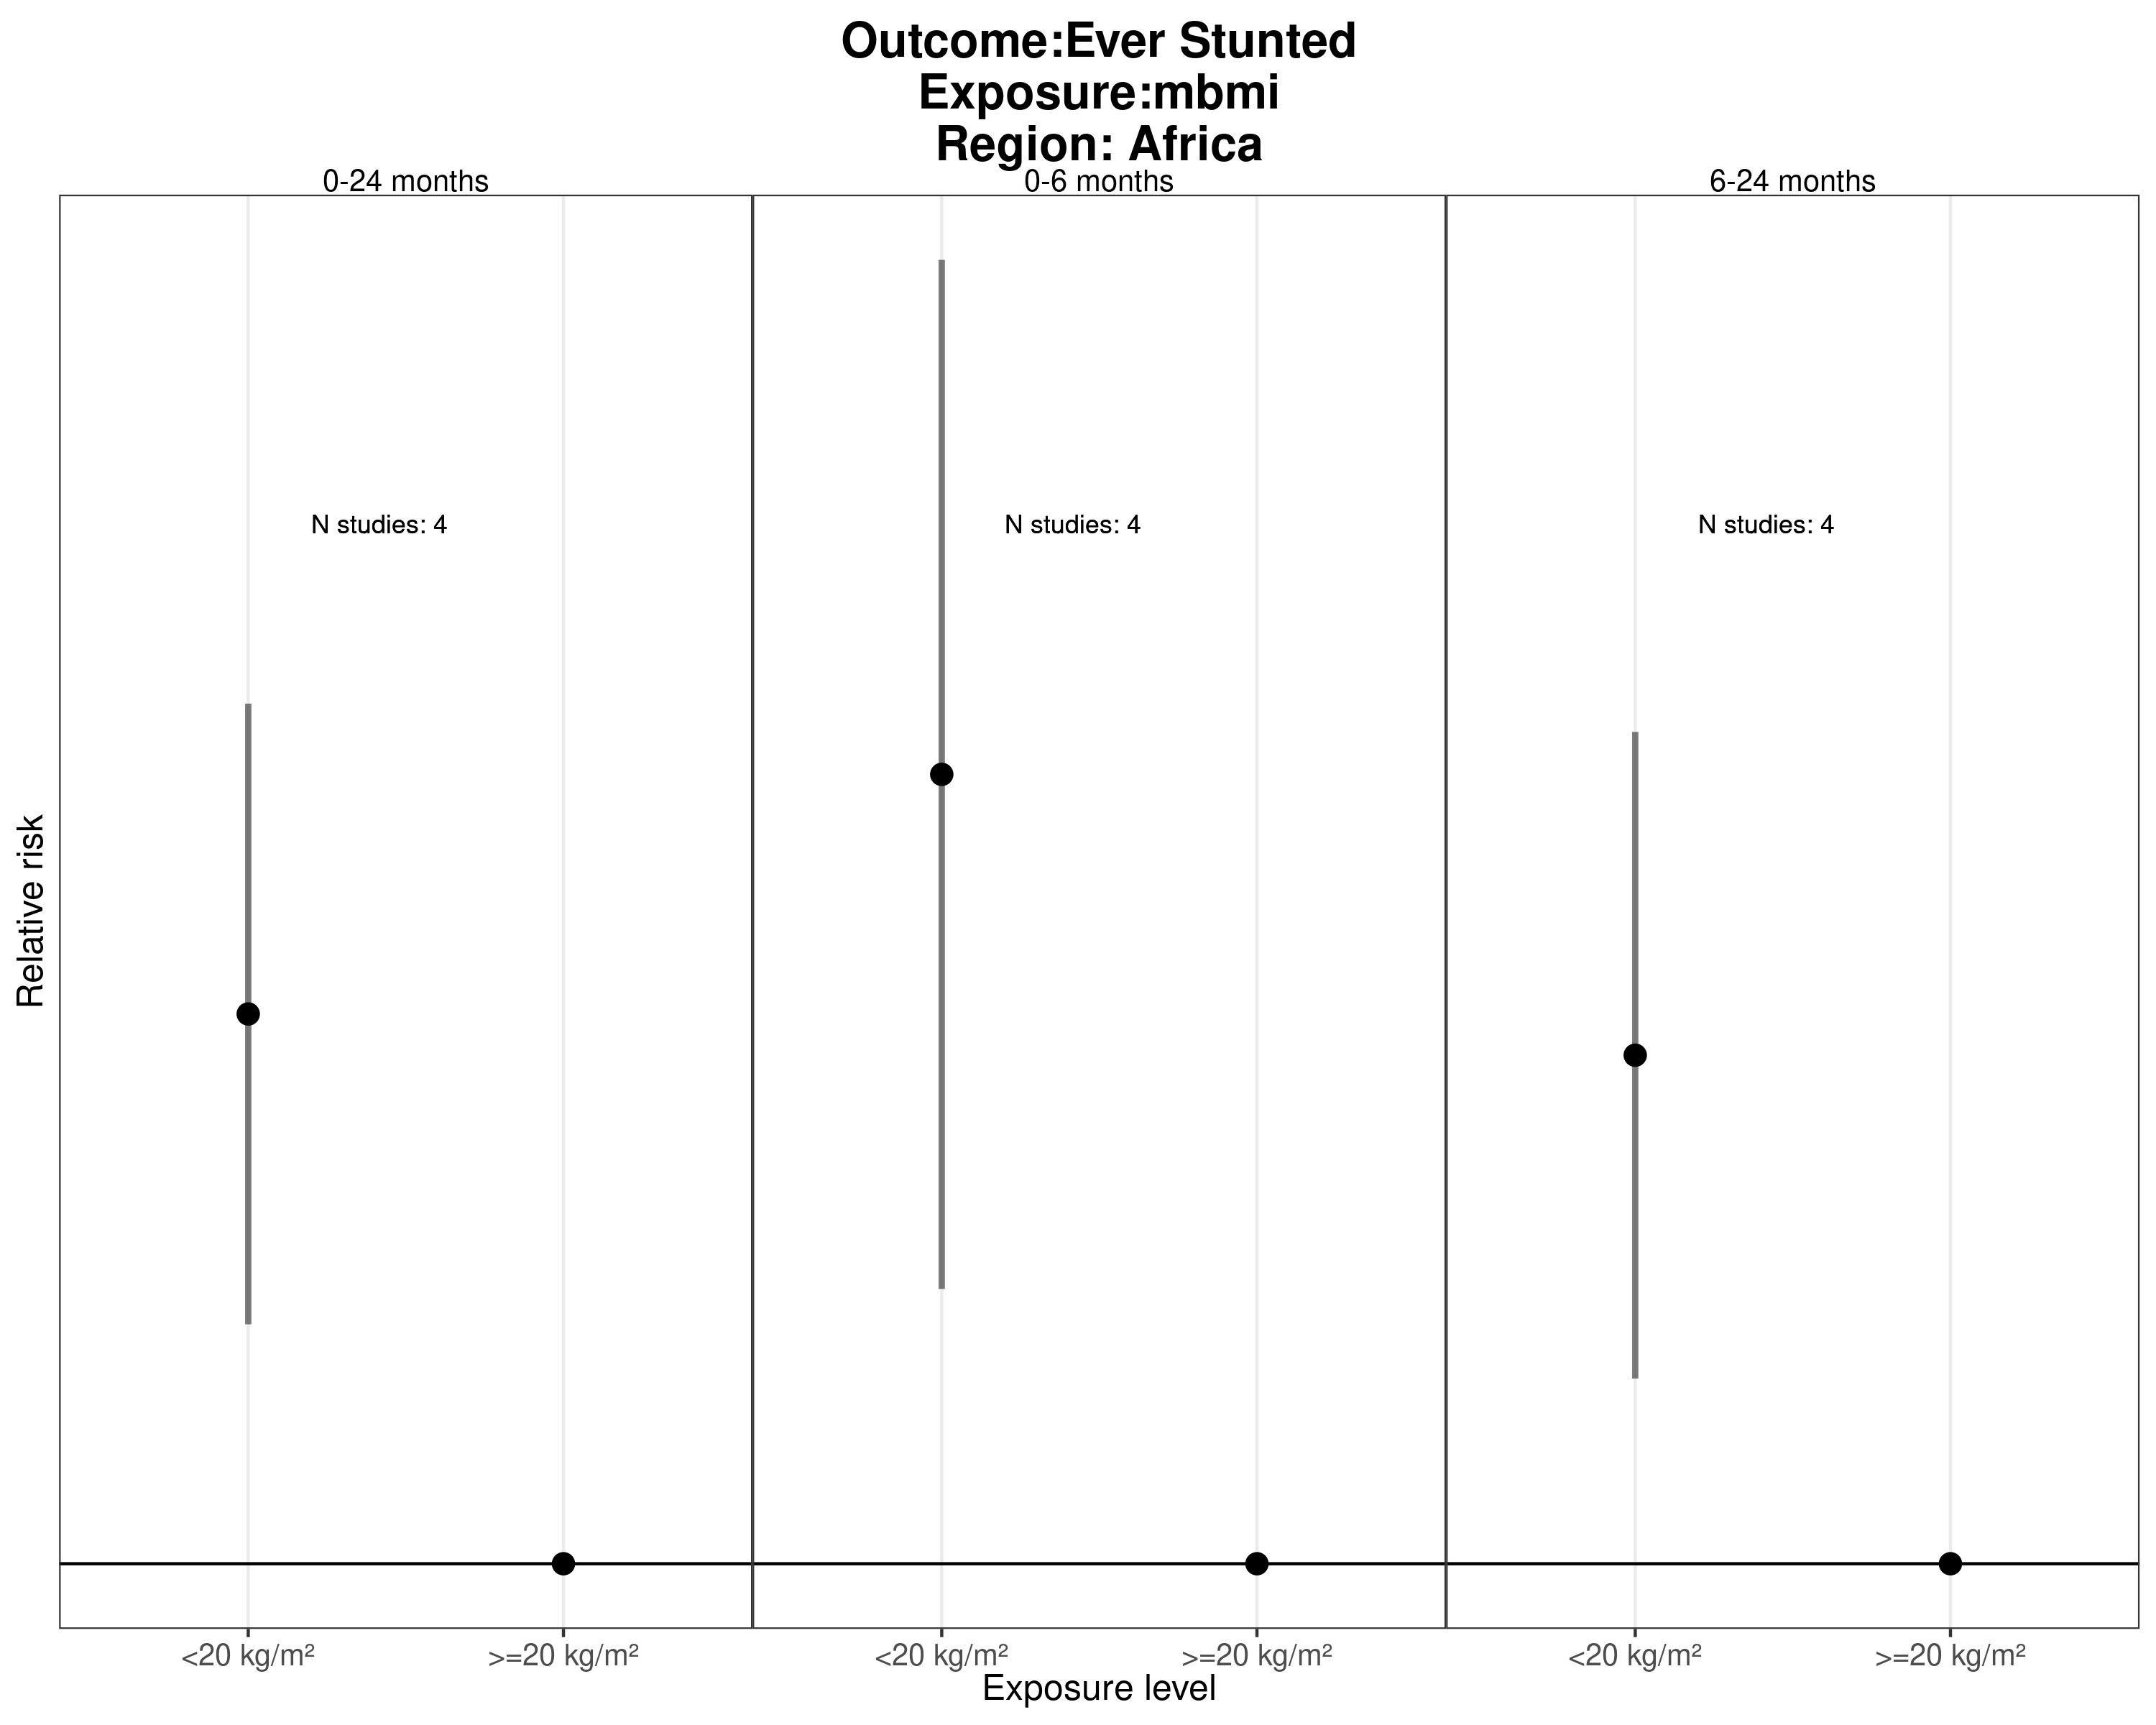 Outcome:Ever Stunted
Exposure:mbmi
Region: Africa
0-24 months
0-6 months
6-24 months
N studies: 4
N studies: 4
N studies: 4
Relative risk
<20 kg/m²
>=20 kg/m²
<20 kg/m²
>=20 kg/m²
<20 kg/m²
>=20 kg/m²
Exposure level